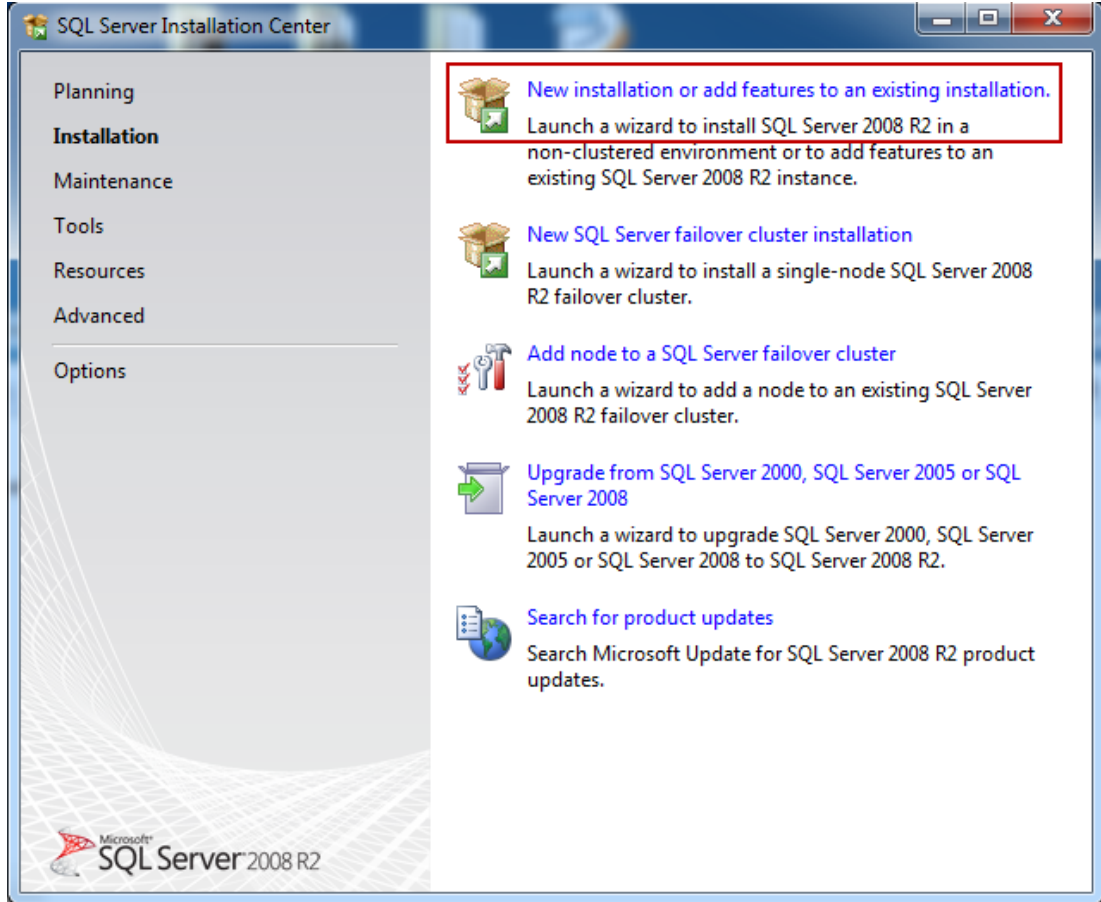 SQL Server Installation Center
Planning
Installation
Maintenance
Tools
Resources
Advanced
Options
New installation or add features to an existing installation.
Launch a wizard to install SQL Server 2008 R2 in a
non-clustered environment or to add features to an
existing SQL Server 2008 R2 instance.
New SQL Server failover cluster installation
Launch a wizard to install a single-node SQL Server 2008
R2 failover cluster.
Add node to a SQL Server failover cluster
Launch a wizard to add a node to an existing SQL Server
2008 R2 failover cluster.
Upgrade from SQL Server 2000, SQL Server 2005 or SQL
Server 2008
Launch a wizard to upgrade SQL Server 2000, SQL Server
2005 or SQL Server 2008 to SQL Server 2008 R2.
Search for product updates
Search Microsoft Update for SQL Server 2008 R2 product
updates.
Microsoft
SQL Server 2008 R2